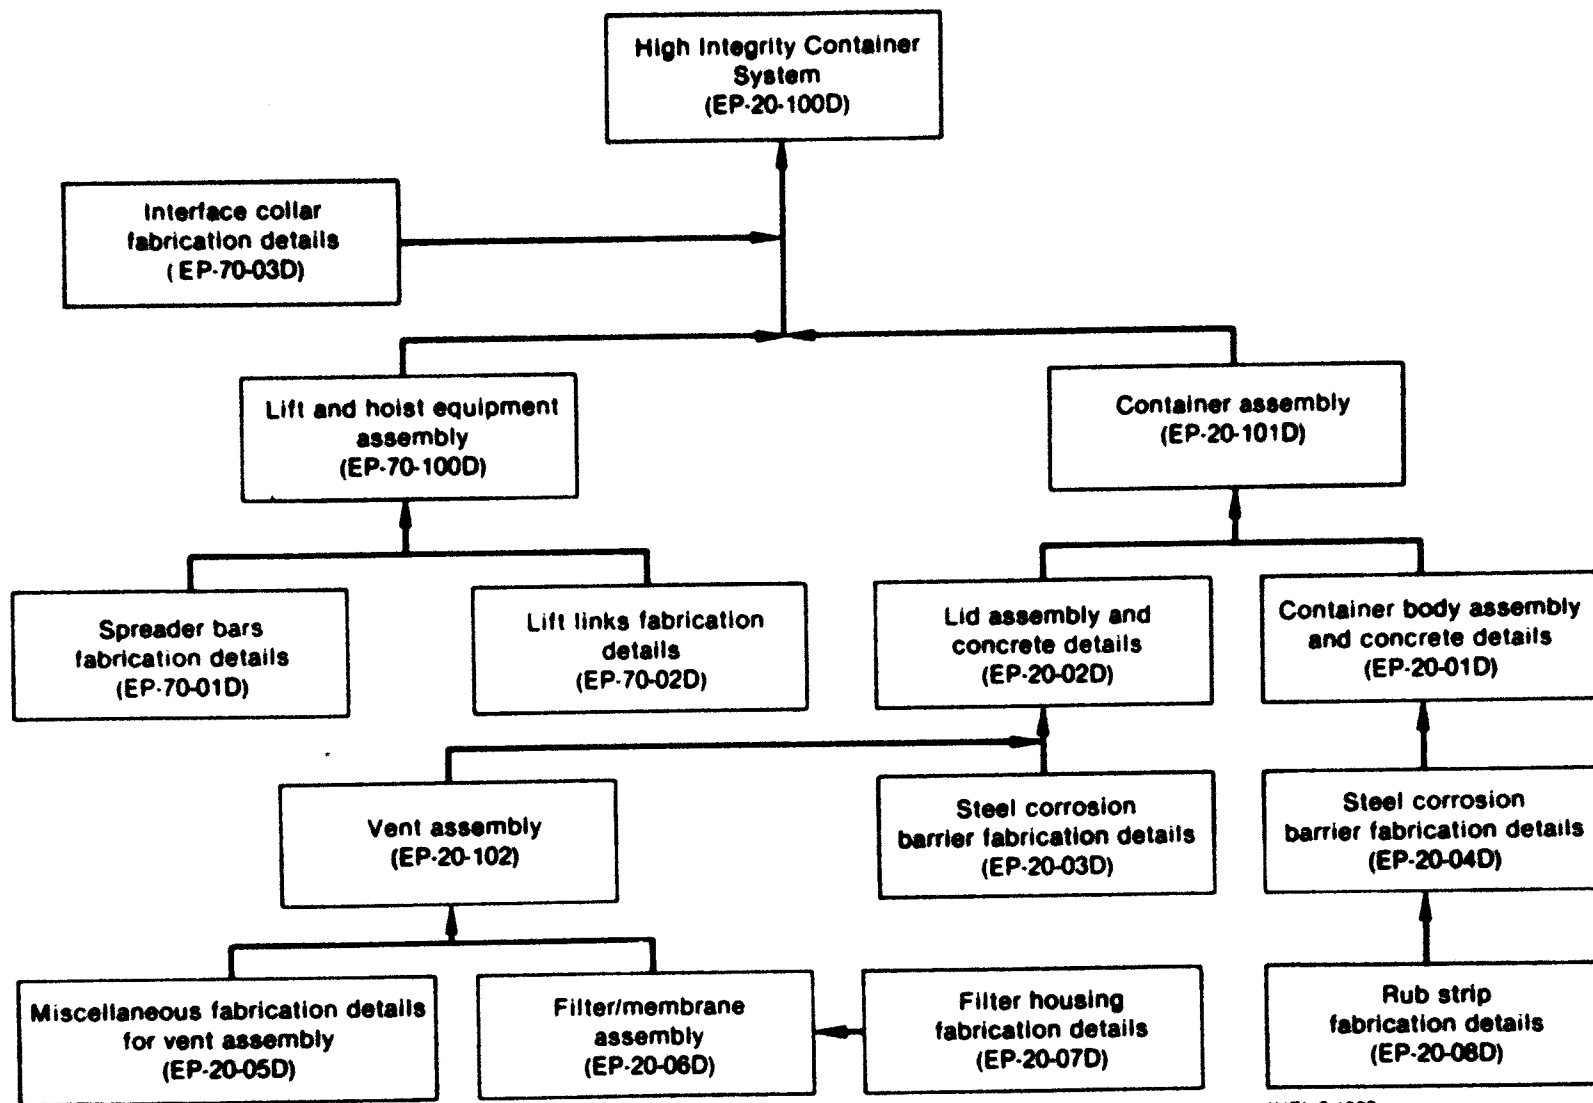 High Integrity Container
System
(EP-20-100D)
Interface collar
fabrication details
( EP-70-03D)
Lift and hoist equipment
assembly
(EP-70-100D)
Container assembly
(EP-20-101D)
Spreader bars
fabrication details
(EP-70-01D)
Lift links fabrication
details
(EP-70-02D)
Lid assembly and
concrete details
(EP-20-02D)
Container body assembly
and concrete details
(EP-20-01D)
Vent assembly
(EP-20-102)
Steel corrosion
barrier fabrication details
(EP-20-03D)
Steel corrosion
barrier fabrication details
(EP-20-04D)
Miscellaneous fabrication details
for vent assembly
(EP-20-05D)
Filter/membrane
assembly
(EP-20-06D)
Filter housing
fabrication details
(EP-20-07D)
Rub strip
fabrication details
(EP-20-08D)